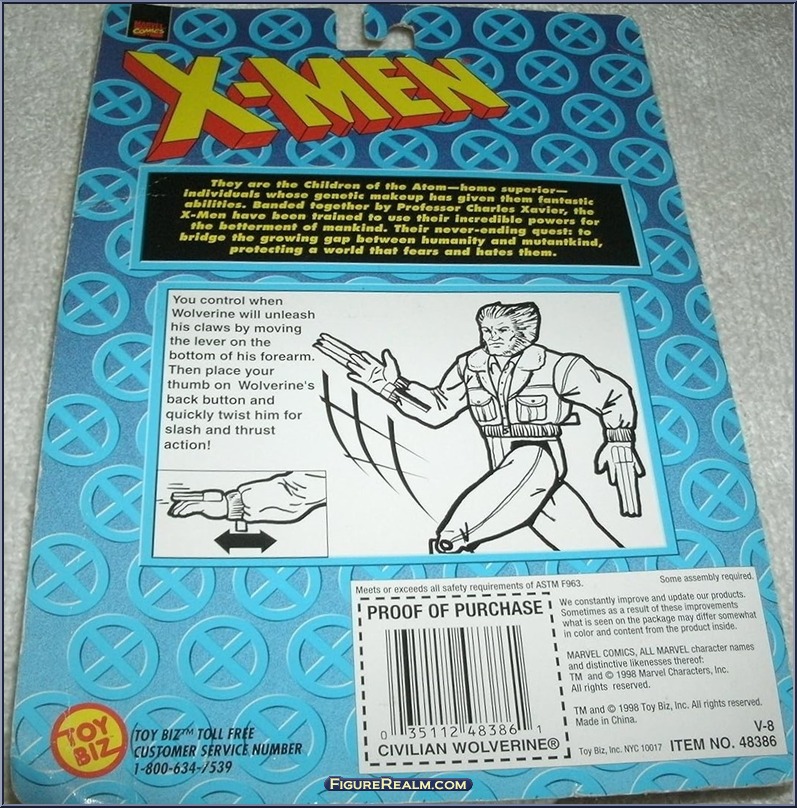 MARVEL
COMICS
X-MEN
They are the Children of the Atom—homo superior—
individuals whose genetic makeup has given them fantastic
abilities. Banded together by Professor Charles Xavier, the
X-Men have been trained to use their incredible powers for
the betterment of mankind. Their never-ending quest: to
bridge the growing gap between humanity and mutantkind,
protecting a world that fears and hates them.
You control when
Wolverine will unleash
his claws by moving
the lever on the
bottom of his forearm.
Then place your
thumb on Wolverine's
back button and
quickly twist him for
slash and thrust
action!
Meets or exceeds all safety requirements of ASTM F963.
Some assembly required.
PROOF OF PURCHASE
0 35112 48386 1
CIVILIAN WOLVERINE®
We constantly improve and update our products.
Sometimes as a result of these improvements
what is seen on the package may differ somewhat
in color and content from the product inside.
MARVEL COMICS, ALL MARVEL character names
and distinctive likenesses thereof:
TM and © 1998 Marvel Characters, Inc.
All rights reserved.
TM and © 1998 Toy Biz, Inc. All rights reserved.
Made in China.
V-8
Toy Biz, Inc. NYC 10017 ITEM NO. 48386
TOY
BIZ
TOY BIZ™ TOLL FREE
CUSTOMER SERVICE NUMBER
1-800-634-7539
FIGUREREALM.COM